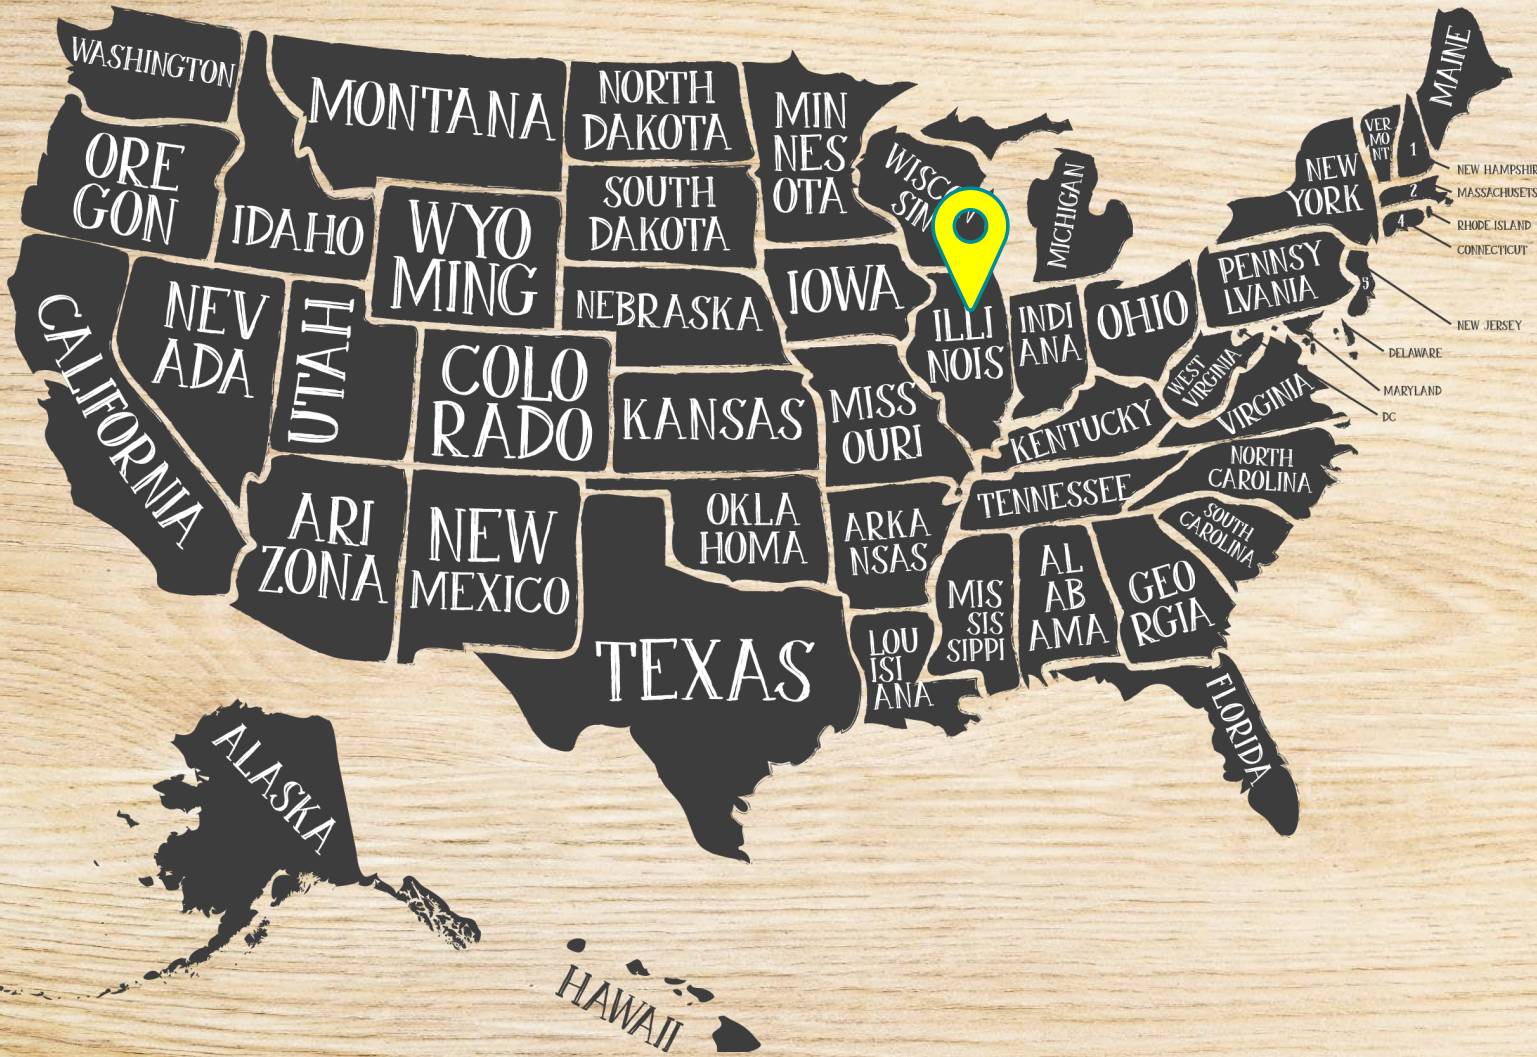 WASHINGTON
ORE
GON
CALIFORNIA
NEV
ADA
IDAHO
MONTANA
WYO
MING
UTAH
COLO
RADO
ARI
ZONA
NEW
MEXICO
NORTH
DAKOTA
SOUTH
DAKOTA
NEBRASKA
KANSAS
OKLA
HOMA
TEXAS
MIN
NES
OTA
IOWA
MISS
OURI
ARKA
NSAS
LOU
ISI
ANA
WISC
SIN
ILLI
NOIS
MICHIGAN
INDI
ANA
OHIO
KENTUCKY
TENNESSEE
MIS
SIS
SIPPI
AL
AB
AMA
GEO
RGIA
FLORIDA
SOUTH
CAROLINA
NORTH
CAROLINA
VIRGINIA
WEST
VIRGINIA
PENNSY
LVANIA
NEW
YORK
VER
MO
NT
1
2
4
5
MAINE
NEW HAMPSHIR
MASSACHUSETS
RHODE ISLAND
CONNECTICUT
NEW JERSEY
DELAWARE
MARYLAND
DC
ALASKA
HAWAII